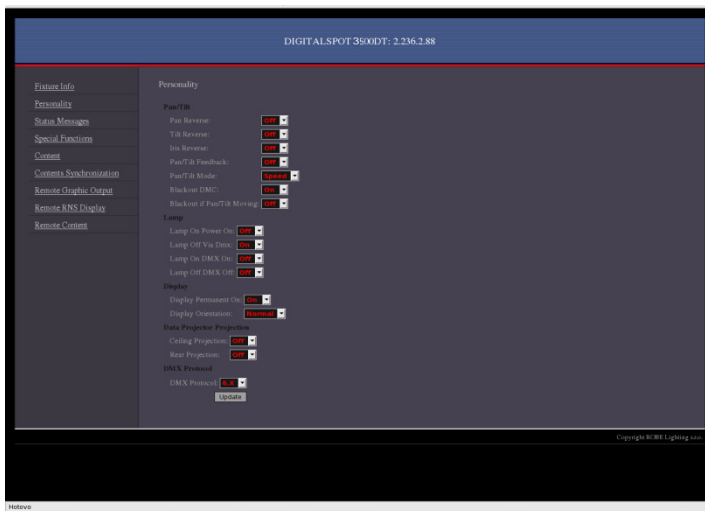 DIGITALSPOT 3500DT: 2.236.2.88
Fixture Info
Personality
Status Messages
Special Functions
Content
Contents Synchronization
Remote Graphic Output
Remote RNS Display
Remote Content
Personality
Pan/Tilt
Pan Reverse: Off
Tilt Reverse: Off
Iris Reverse: Off
Pan/Tilt Feedback: Off
Pan/Tilt Mode: Speed
Blackout DMC: On
Blackout if Pan/Tilt Moving: Off
Lamp
Lamp On Power On: Off
Lamp Off Via Dmx: On
Lamp On DMX On: Off
Lamp Off DMX Off: Off
Display
Display Permanent On: On
Display Orientation: Normal
Data Projector Projection
Ceiling Projection: Off
Rear Projection: Off
DMX Protocol
DMX Protocol: 6.X
Update
Copyright ROBE Lighting s.r.o.
Hotovo